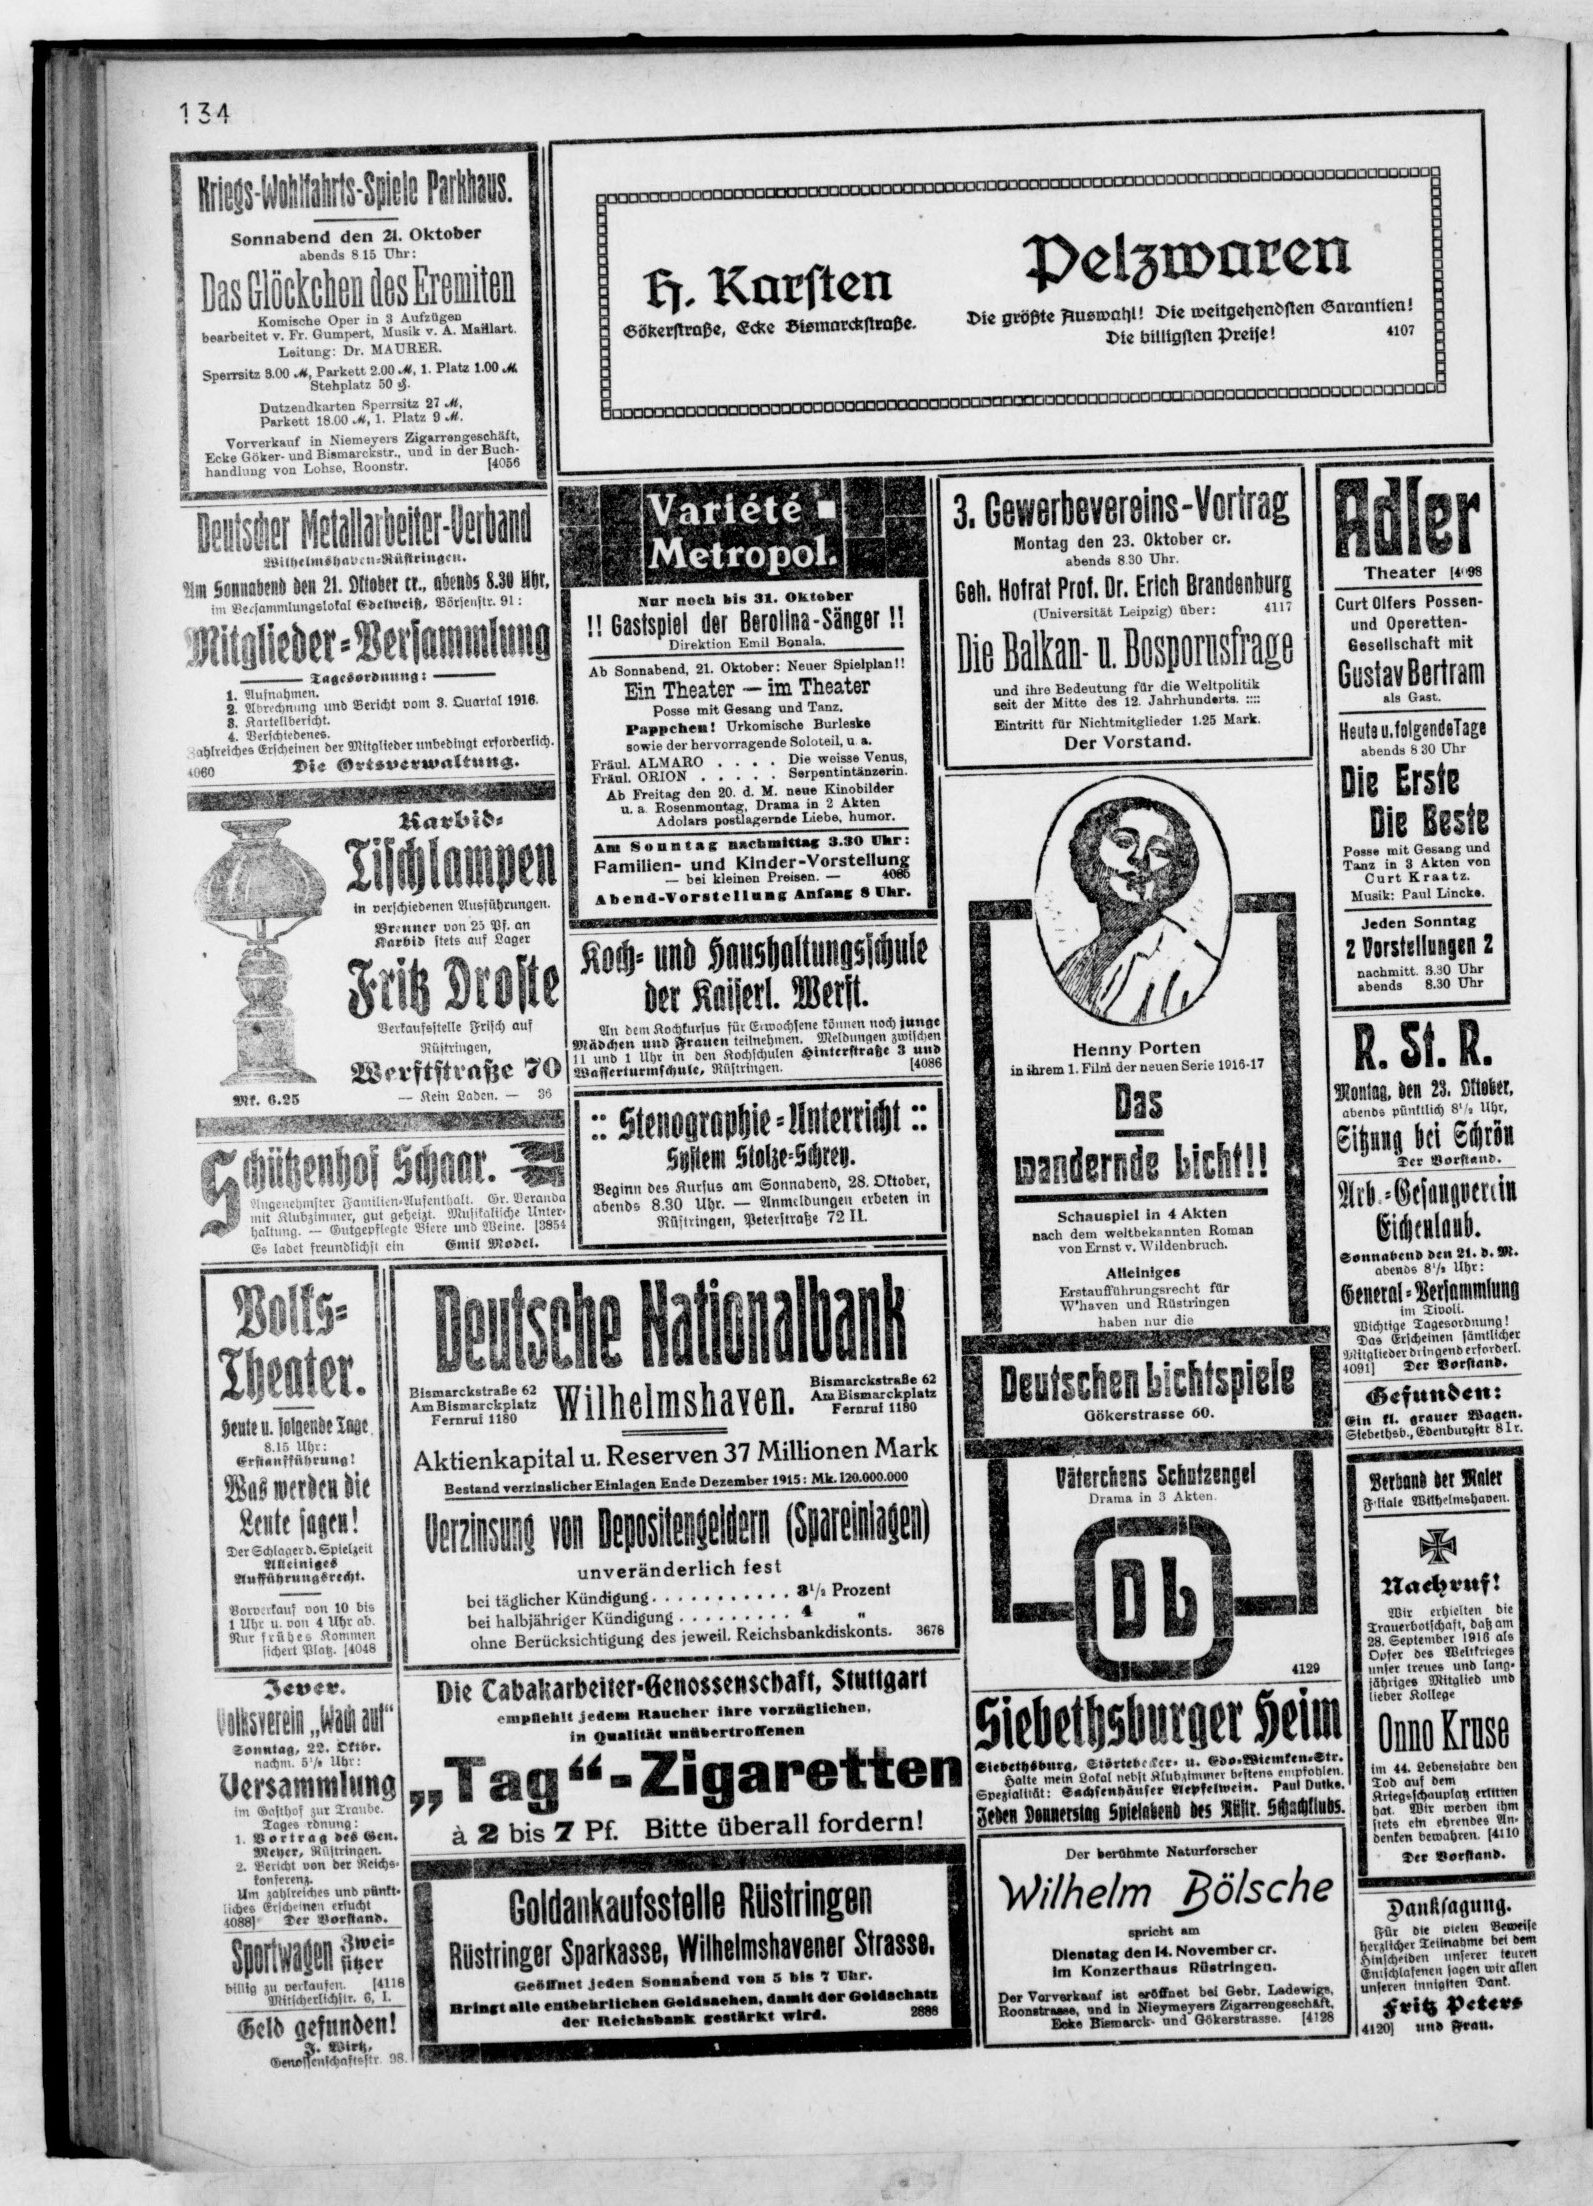 134
Kriegs-Wohlfahrts-Spiele Parkhaus.
Sonnabend den 21. Oktober
abends 8.15 Uhr:
Das Glöckchen des Eremiten
Komische Oper in 3 Aufzügen
bearbeitet v. Fr. Gumpert, Musik v. A. Maillart.
Leitung: Dr. MAURER.
Sperrsitz 3.00 ℳ, Parkett 2.00 ℳ, 1. Platz 1.00 ℳ.
Stehplatz 50 ₰.
Dutzendkarten Sperrsitz 27 ℳ,
Parkett 18.00 ℳ, 1. Platz 9 ℳ.
Vorverkauf in Niemeyers Zigarrengeschäft,
Ecke Göker- und Bismarckstr., und in der Buch-
handlung von Lohse, Roonstr. [4056
H. Karsten
Gökerstraße, Ecke Bismarckstraße.
Pelzwaren
Die größte Auswahl! Die weitgehendsten Garantien!
Die billigsten Preise! 4107
Deutscher Metallarbeiter-Verband
Wilhelmshaven-Rüstringen.
Am Sonnabend den 21. Oktober cr., abends 8.30 Uhr,
im Versammlungslokal Edelweiß, Börsenstr. 91:
Mitglieder-Versammlung
Tagesordnung:
1. Aufnahmen.
2. Abrechnung und Bericht vom 3. Quartal 1916.
3. Kartellbericht.
4. Verschiedenes.
Zahlreiches Erscheinen der Mitglieder unbedingt erforderlich.
4060 Die Ortsverwaltung.
Karbid-
Tischlampen
in verschiedenen Ausführungen.
Brenner von 25 Pf. an
Karbid stets auf Lager
Fritz Droste
Verkaufsstelle Frisch auf
Rüstringen,
Werftstraße 70
Mk. 6.25
— Kein Laden. — 36
Schützenhof Schaar.
Angenehmster Familien-Aufenthalt. Gr. Veranda
mit Klubzimmer, gut geheizt. Musikalische Unter-
haltung. — Gutgepflegte Biere und Weine. [3854
Es ladet freundlichst ein Emil Model.
Variété
Metropol.
Nur noch bis 31. Oktober
!! Gastspiel der Berolina-Sänger !!
Direktion Emil Bonala.
Ab Sonnabend, 21. Oktober: Neuer Spielplan!!
Ein Theater — im Theater
Posse mit Gesang und Tanz.
Pappchen! Urkomische Burleske
sowie der hervorragende Soloteil, u. a.
Fräul. ALMARO . . . . Die weisse Venus,
Fräul. ORION . . . . . Serpentintänzerin.
Ab Freitag den 20. d. M. neue Kinobilder
u. a. Rosenmontag, Drama in 2 Akten
Adolars postlagernde Liebe, humor.
Am Sonntag nachmittag 3.30 Uhr:
Familien- und Kinder-Vorstellung
— bei kleinen Preisen. — 4085
Abend-Vorstellung Anfang 8 Uhr.
Koch- und Haushaltungsschule
der Kaiserl. Werft.
An dem Kochkursus für Erwachsene können noch junge
Mädchen und Frauen teilnehmen. Meldungen zwischen
11 und 1 Uhr in den Kochschulen Hinterstraße 3 und
Wasserturmschule, Rüstringen. [4086
:: Stenographie-Unterricht ::
System Stolze-Schrey.
Beginn des Kursus am Sonnabend, 28. Oktober,
abends 8.30 Uhr. — Anmeldungen erbeten in
Rüstringen, Peterstraße 72 II.
3. Gewerbevereins-Vortrag
Montag den 23. Oktober cr.
abends 8.30 Uhr.
Geh. Hofrat Prof. Dr. Erich Brandenburg
(Universität Leipzig) über: 4117
Die Balkan- u. Bosporusfrage
und ihre Bedeutung für die Weltpolitik
seit der Mitte des 12. Jahrhunderts. ::::
Eintritt für Nichtmitglieder 1.25 Mark.
Der Vorstand.
Henny Porten
in ihrem 1. Film der neuen Serie 1916-17
Das
wandernde Licht!!
Schauspiel in 4 Akten
nach dem weltbekannten Roman
von Ernst v. Wildenbruch.
Alleiniges
Erstaufführungsrecht für
W'haven und Rüstringen
haben nur die
Deutschen Lichtspiele
Gökerstrasse 60.
Väterchens Schutzengel
Drama in 3 Akten.
DL
4129
Adler
Theater [4098
Curt Olfers Possen-
und Operetten-
Gesellschaft mit
Gustav Bertram
als Gast.
Heute u. folgende Tage
abends 8 30 Uhr
Die Erste
Die Beste
Posse mit Gesang und
Tanz in 3 Akten von
Curt Kraatz.
Musik: Paul Lincke.
Jeden Sonntag
2 Vorstellungen 2
nachmitt. 3.30 Uhr
abends 8.30 Uhr
R. St. R.
Montag, den 23. Oktober,
abends pünktlich 8½ Uhr,
Sitzung bei Schrön
Der Vorstand.
Arb.-Gesangverein
Eichenlaub.
Sonnabend den 21. d. M.
abends 8½ Uhr:
General-Versammlung
im Tivoli.
Wichtige Tagesordnung!
Das Erscheinen sämtlicher
Mitglieder dringend erforderl.
4091] Der Vorstand.
Gefunden:
Ein kl. grauer Wagen.
Siebethsb., Edenburgstr 8 I r.
Verband der Maler
Filiale Wilhelmshaven.
Nachruf!
Wir erhielten die
Trauerbotschaft, daß am
28. September 1916 als
Opfer des Weltkrieges
unser treues und lang-
jähriges Mitglied und
lieber Kollege
Onno Kruse
im 44. Lebensjahre den
Tod auf dem
Kriegsschauplatz erlitten
hat. Wir werden ihm
stets ein ehrendes An-
denken bewahren. [4110
Der Vorstand.
Danksagung.
Für die vielen Beweise
herzlicher Teilnahme bei dem
Hinscheiden unserer teuren
Entschlafenen sagen wir allen
unseren innigsten Dank.
Fritz Peters
4120] und Frau.
Volks-
Theater.
Heute u. folgende Tage
8.15 Uhr:
Erstaufführung!
Was werden die
Leute sagen!
Der Schlager d. Spielzeit
Alleiniges
Aufführungsrecht.
Vorverkauf von 10 bis
1 Uhr u. von 4 Uhr ab.
Nur frühes Kommen
sichert Platz. [4048
Jever.
Volksverein „Wach auf“
Sonntag, 22. Oktbr.
nachm. 5½ Uhr:
Versammlung
im Gasthof zur Traube.
Tagesordnung:
1. Vortrag des Gen.
Meyer, Rüstringen.
2. Bericht von der Reichs-
konferenz.
Um zahlreiches und pünkt-
liches Erscheinen ersucht
4088] Der Vorstand.
Sportwagen Zwei-
sitzer
billig zu verkaufen. [4118
Mitscherlichstr. 6, I.
Geld gefunden!
J. Wirtz,
Genossenschaftsstr. 98.
Deutsche Nationalbank
Bismarckstraße 62
Am Bismarckplatz
Fernruf 1180
Wilhelmshaven.
Bismarckstraße 62
Am Bismarckplatz
Fernruf 1180
Aktienkapital u. Reserven 37 Millionen Mark
Bestand verzinslicher Einlagen Ende Dezember 1915: Mk. 120.000.000
Verzinsung von Depositengeldern (Spareinlagen)
unveränderlich fest
bei täglicher Kündigung . . . . . . . . . . . 3½ Prozent
bei halbjähriger Kündigung . . . . . . . . . 4 "
ohne Berücksichtigung des jeweil. Reichsbankdiskonts. 3678
Die Tabakarbeiter-Genossenschaft, Stuttgart
empfiehlt jedem Raucher ihre vorzüglichen,
in Qualität unübertroffenen
„Tag“-Zigaretten
à 2 bis 7 Pf. Bitte überall fordern!
Goldankaufsstelle Rüstringen
Rüstringer Sparkasse, Wilhelmshavener Strasse.
Geöffnet jeden Sonnabend von 5 bis 7 Uhr.
Bringt alle entbehrlichen Goldsachen, damit der Goldschatz
der Reichsbank gestärkt wird. 2888
Siebethsburger Heim
Siebethsburg, Störtebeker- u. Edo-Wiemken-Str.
Halte mein Lokal nebst Klubzimmer bestens empfohlen.
Spezialität: Sachsenhäuser Aepfelwein. Paul Dutke.
Jeden Donnerstag Spielabend des Rüstr. Schachklubs.
Der berühmte Naturforscher
Wilhelm Bölsche
spricht am
Dienstag den 14. November cr.
im Konzerthaus Rüstringen.
Der Vorverkauf ist eröffnet bei Gebr. Ladewigs,
Roonstrasse, und in Nieymeyers Zigarrengeschäft,
Ecke Bismarck- und Gökerstrasse. [4128